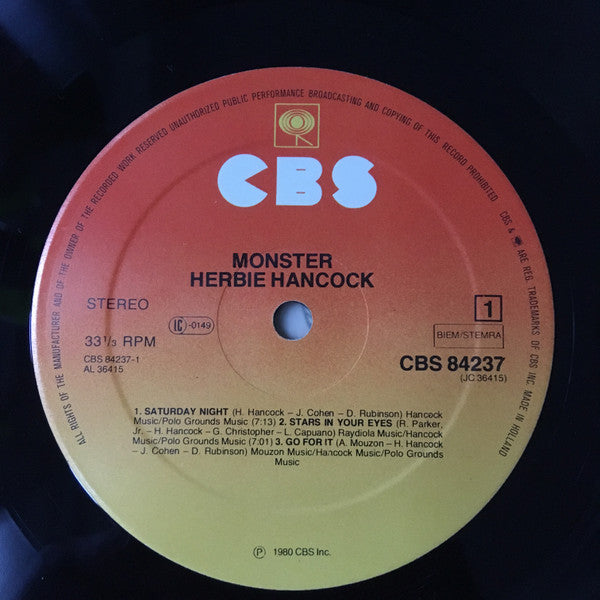 ALL RIGHTS OF THE MANUFACTURER AND OF THE OWNER OF THE RECORDED WORK RESERVED UNAUTHORIZED PUBLIC PERFORMANCE BROADCASTING AND COPYING OF THIS RECORD PROHIBITED
CBS & ARE REG. TRADEMARKS OF CBS INC. MADE IN HOLLAND
CBS
MONSTER
HERBIE HANCOCK
STEREO
LC -0149
1
33 1/3 RPM
BIEM/STEMRA
CBS 84237-1
AL 36415
CBS 84237
(JC 36415)
1. SATURDAY NIGHT (H. Hancock – J. Cohen – D. Rubinson) Hancock
Music/Polo Grounds Music (7:13) 2. STARS IN YOUR EYES (R. Parker,
Jr. – H. Hancock – G. Christopher – L. Capuano) Raydiola Music/Hancock
Music/Polo Grounds Music (7:01) 3. GO FOR IT (A. Mouzon – H. Hancock
– J. Cohen – D. Rubinson) Mouzon Music/Hancock Music/Polo Grounds
Music
℗ 1980 CBS Inc.